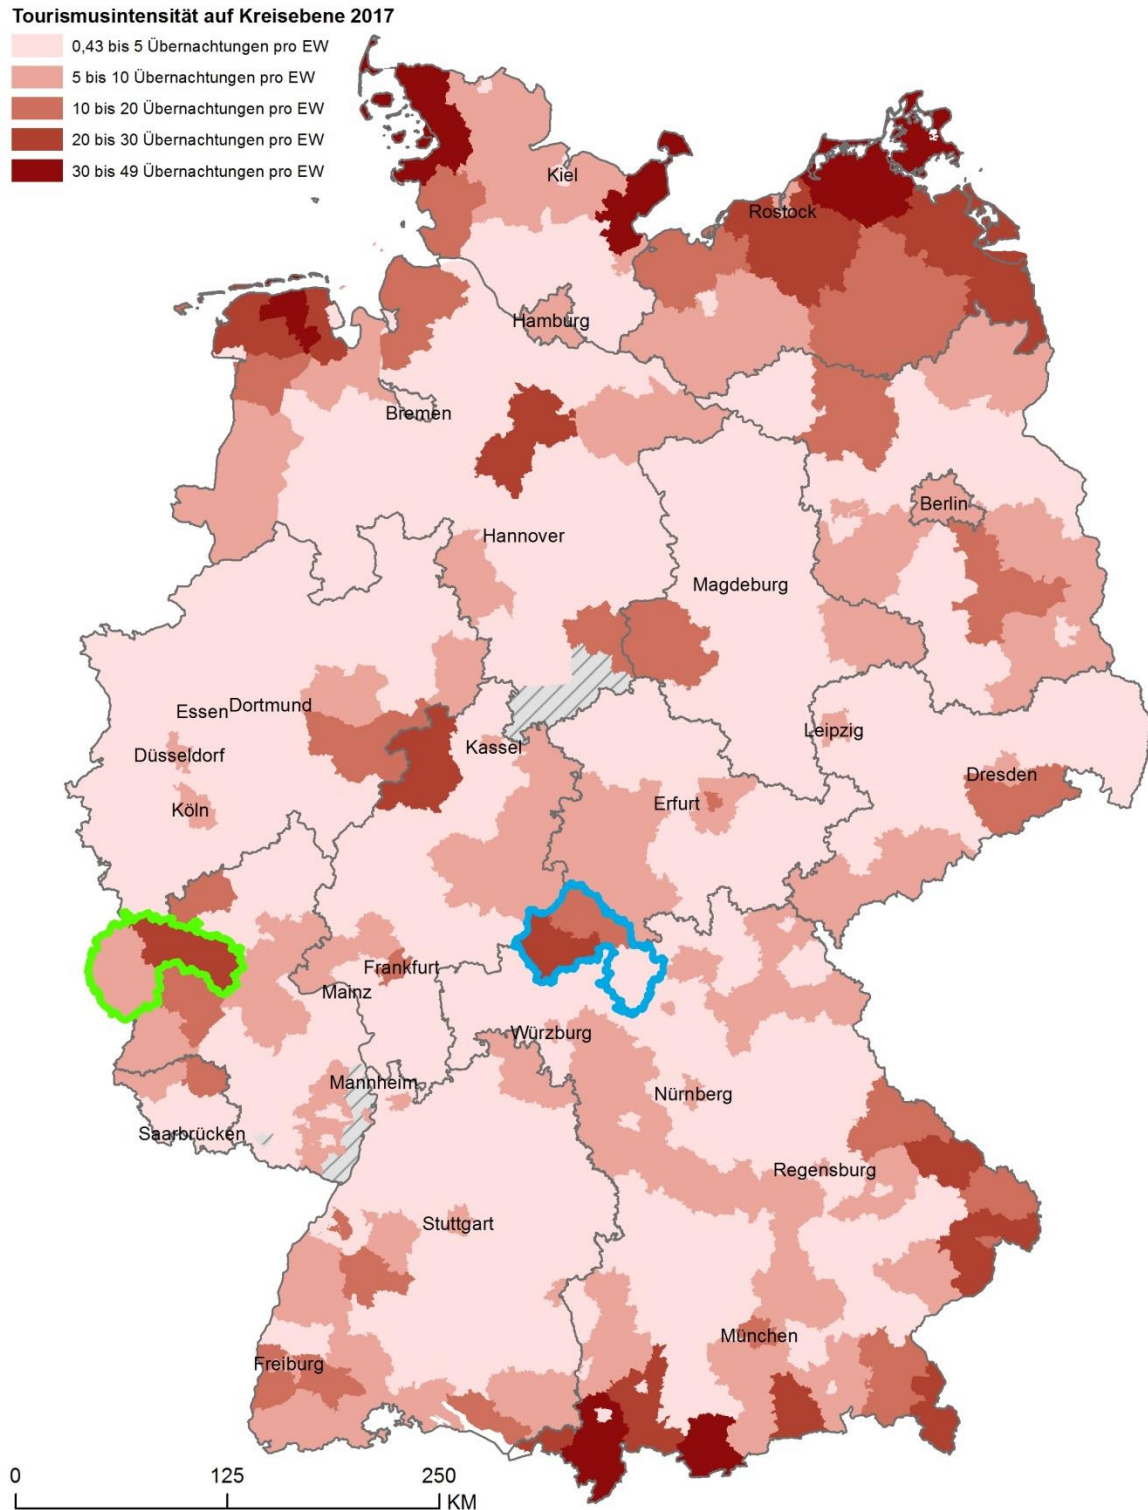 Tourismusintensität auf Kreisebene 2017
0,43 bis 5 Übernachtungen pro EW
5 bis 10 Übernachtungen pro EW
10 bis 20 Übernachtungen pro EW
20 bis 30 Übernachtungen pro EW
30 bis 49 Übernachtungen pro EW
Kiel
Rostock
Hamburg
Bremen
Berlin
Hannover
Magdeburg
Essen Dortmund
Leipzig
Düsseldorf
Kassel
Dresden
Köln
Erfurt
Frankfurt
Mainz
Würzburg
Mannheim
Nürnberg
Saarbrücken
Regensburg
Stuttgart
München
Freiburg
0 125 250
KM